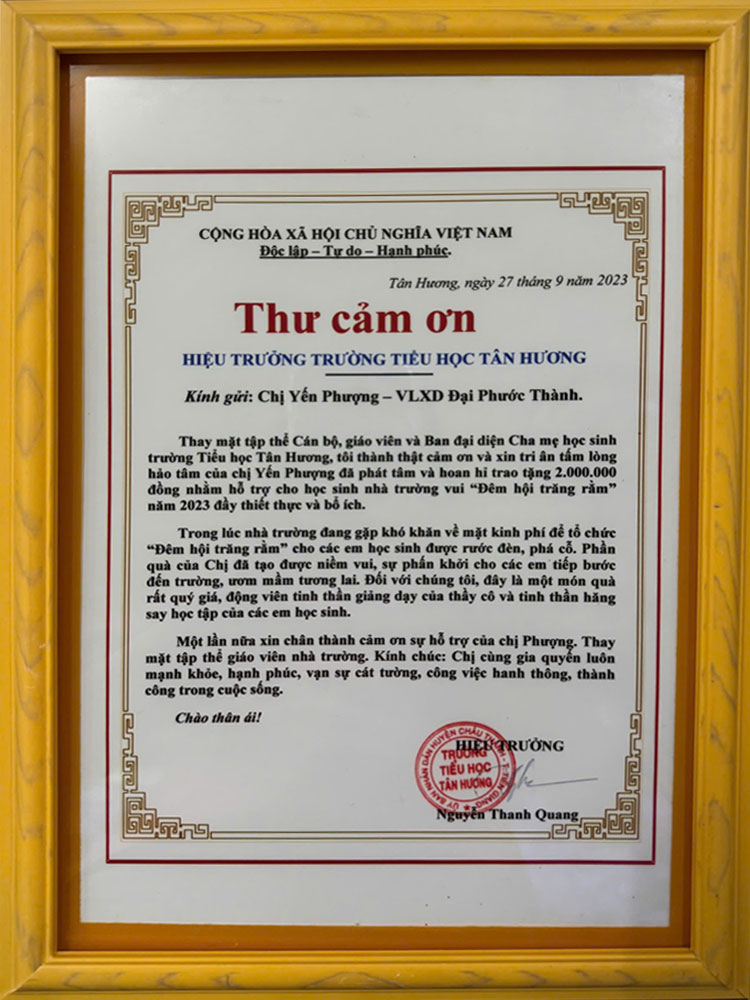 CỘNG HÒA XÃ HỘI CHỦ NGHĨA VIỆT NAM
Độc lập – Tự do – Hạnh phúc.
Tân Hương, ngày 27 tháng 9 năm 2023
Thư cảm ơn
HIỆU TRƯỞNG TRƯỜNG TIỂU HỌC TÂN HƯƠNG
Kính gửi: Chị Yến Phượng – VLXD Đại Phước Thành.
Thay mặt tập thể Cán bộ, giáo viên và Ban đại diện Cha mẹ học sinh
trường Tiểu học Tân Hương, tôi thành thật cảm ơn và xin tri ân tấm lòng
hảo tâm của chị Yến Phượng đã phát tâm và hoan hỉ trao tặng 2.000.000
đồng nhằm hỗ trợ cho học sinh nhà trường vui “Đêm hội trăng rằm”
năm 2023 đầy thiết thực và bổ ích.
Trong lúc nhà trường đang gặp khó khăn về mặt kinh phí để tổ chức
“Đêm hội trăng rằm” cho các em học sinh được rước đèn, phá cỗ. Phần
quà của Chị đã tạo được niềm vui, sự phấn khởi cho các em tiếp bước
đến trường, ươm mầm tương lai. Đối với chúng tôi, đây là một món quà
rất quý giá, động viên tinh thần giảng dạy của thầy cô và tinh thần hăng
say học tập của các em học sinh.
Một lần nữa xin chân thành cảm ơn sự hỗ trợ của chị Phượng. Thay
mặt tập thể giáo viên nhà trường. Kính chúc: Chị cùng gia quyến luôn
mạnh khỏe, hạnh phúc, vạn sự cát tường, công việc hanh thông, thành
công trong cuộc sống.
Chào thân ái!
HIỆU TRƯỞNG
ỦY BAN NHÂN DÂN HUYỆN CHÂU THÀNH - T. TIỀN GIANG
TRƯỜNG
TIỂU HỌC
TÂN HƯƠNG
Nguyễn Thanh Quang